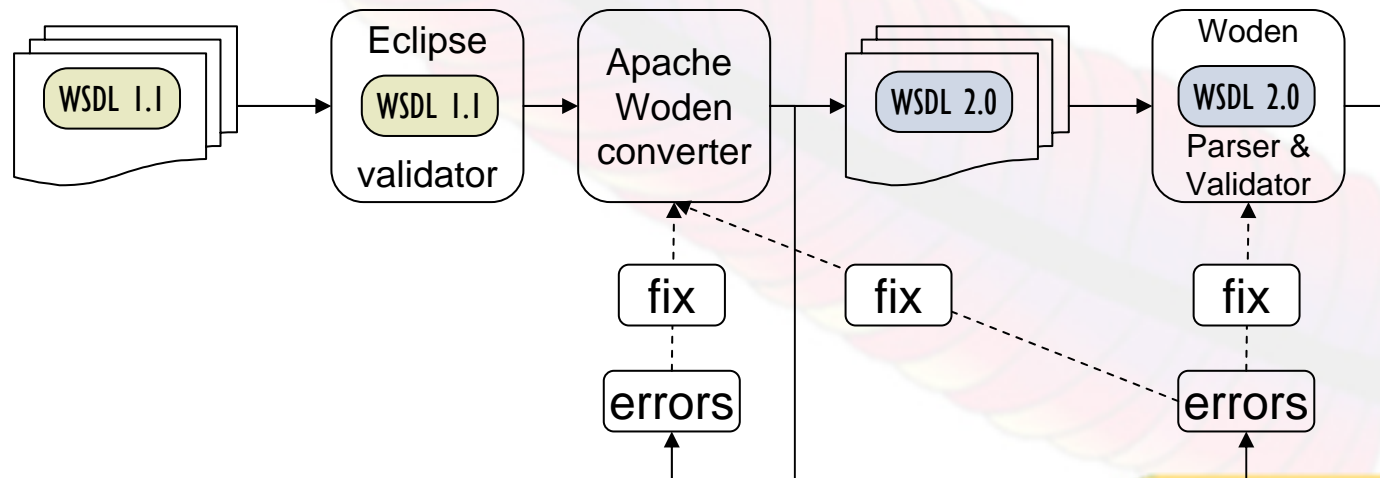 WSDL 1.1
Eclipse
WSDL 1.1
validator
Apache
Woden
converter
WSDL 2.0
Woden
WSDL 2.0
Parser &
Validator
fix
fix
fix
errors
errors